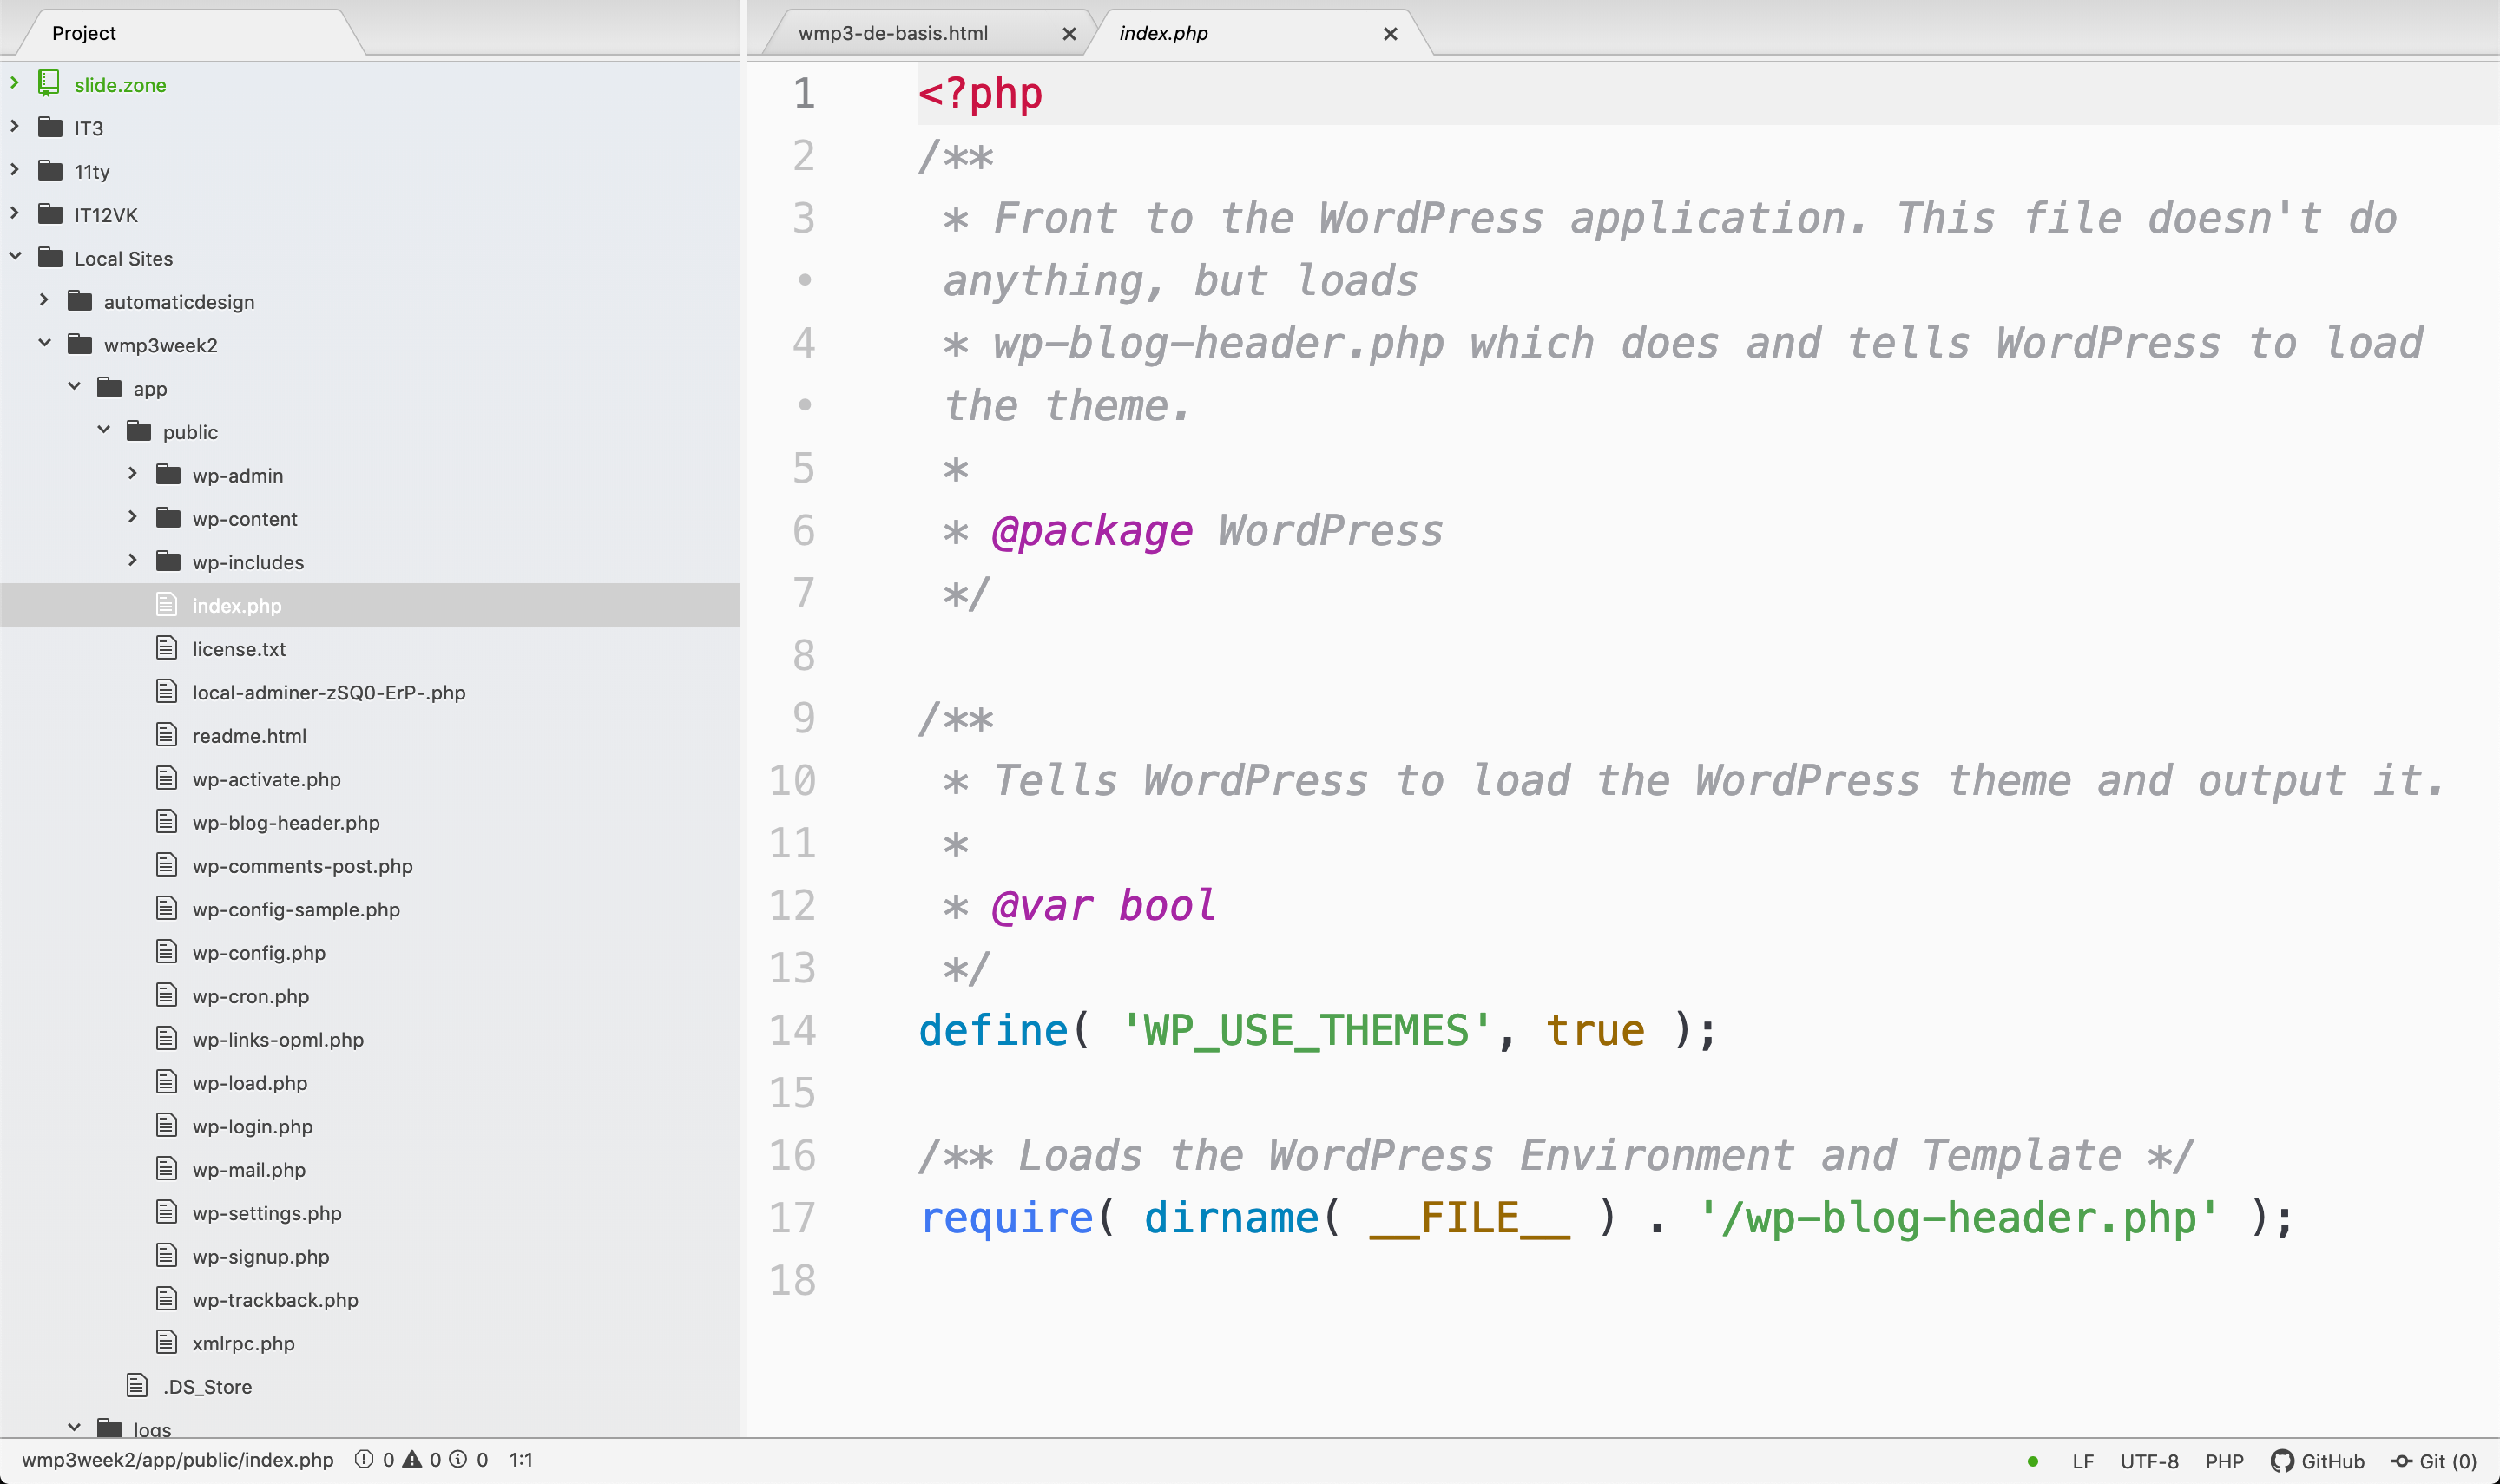 Project
slide.zone
IT3
11ty
IT12VK
Local Sites
automaticdesign
wmp3week2
app
public
wp-admin
wp-content
wp-includes
index.php
license.txt
local-adminer-zSQ0-ErP-.php
readme.html
wp-activate.php
wp-blog-header.php
wp-comments-post.php
wp-config-sample.php
wp-config.php
wp-cron.php
wp-links-opml.php
wp-load.php
wp-login.php
wp-mail.php
wp-settings.php
wp-signup.php
wp-trackback.php
xmlrpc.php
.DS_Store
logs
wmp3-de-basis.html
index.php
1 <?php
2 /**
3  * Front to the WordPress application. This file doesn't do
•  anything, but loads
4  * wp-blog-header.php which does and tells WordPress to load
•  the theme.
5  *
6  * @package WordPress
7  */
8
9 /**
10  * Tells WordPress to load the WordPress theme and output it.
11  *
12  * @var bool
13  */
14 define( 'WP_USE_THEMES', true );
15
16 /** Loads the WordPress Environment and Template */
17 require( dirname( __FILE__ ) . '/wp-blog-header.php' );
18
wmp3week2/app/public/index.php 0 0 0 1:1
LF UTF-8 PHP GitHub Git (0)